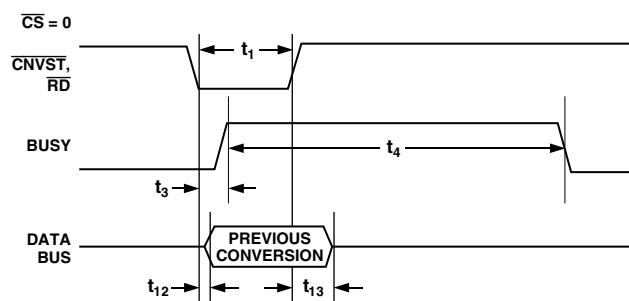 CS = 0
t1
CNVST,
RD
BUSY
t4
t3
DATA
BUS
PREVIOUS
CONVERSION
t12
t13